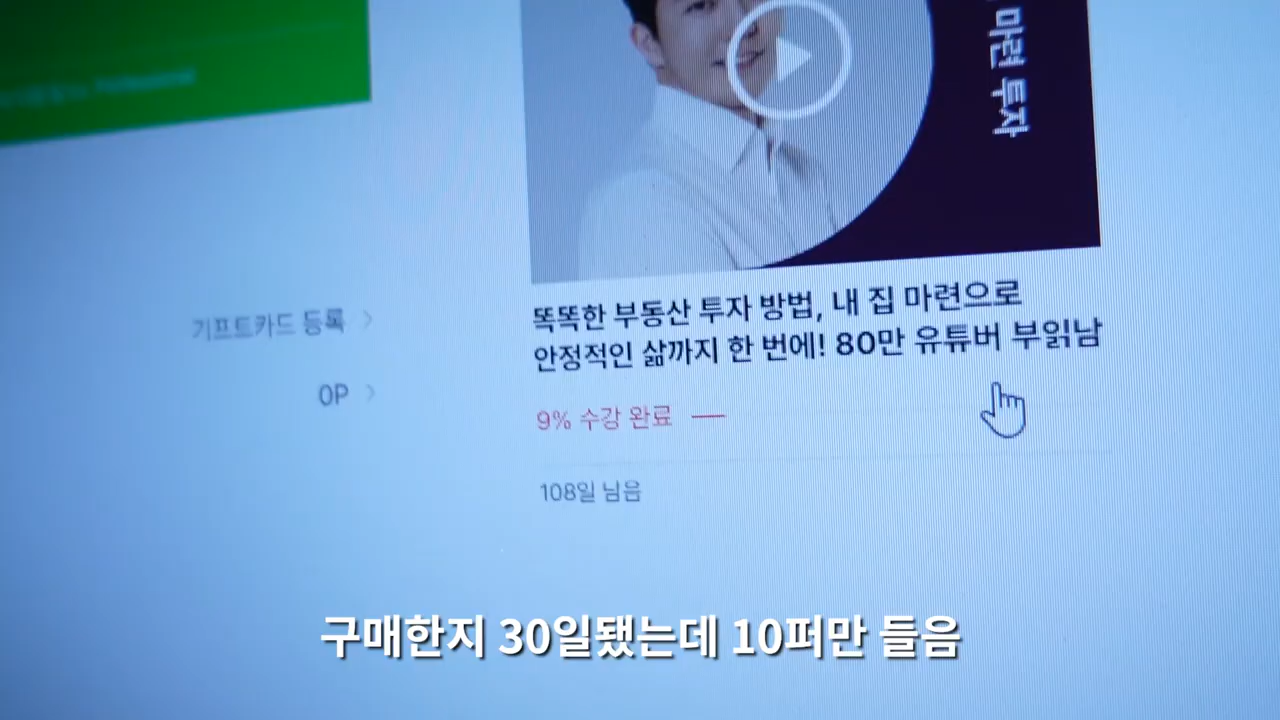 마련 투자
기프트카드 등록
0P
똑똑한 부동산 투자 방법, 내 집 마련으로
안정적인 삶까지 한 번에! 80만 유튜버 부읽남
9% 수강 완료
108일 남음
구매한지 30일됐는데 10퍼만 들음